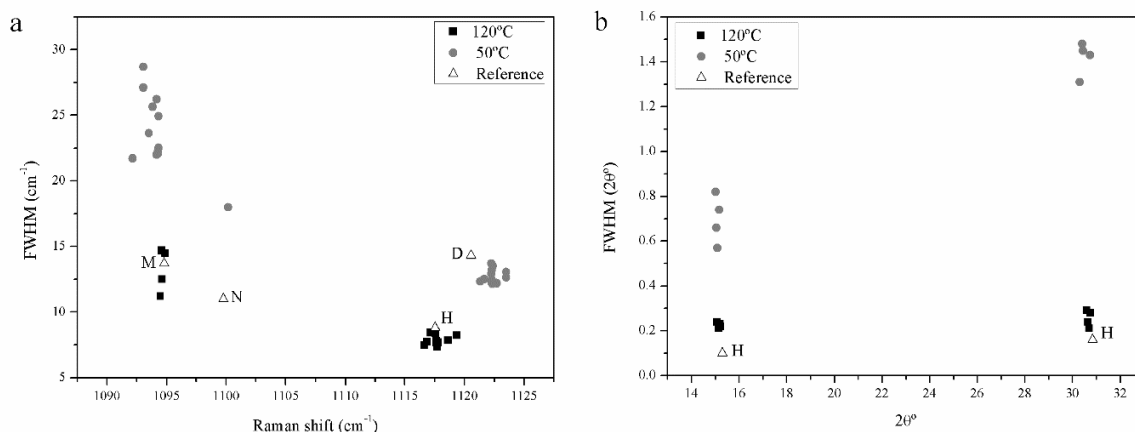 a
120ºC
50ºC
Reference
30
25
20
15
10
5
FWHM (cm⁻¹)
M
N
D
H
1090
1095
1100
1105
1110
1115
1120
1125
Raman shift (cm⁻¹)
b
120ºC
50ºC
Reference
1.6
1.4
1.2
1.0
0.8
0.6
0.4
0.2
0.0
FWHM (2θº)
H
H
14
16
18
20
22
24
26
28
30
32
2θº